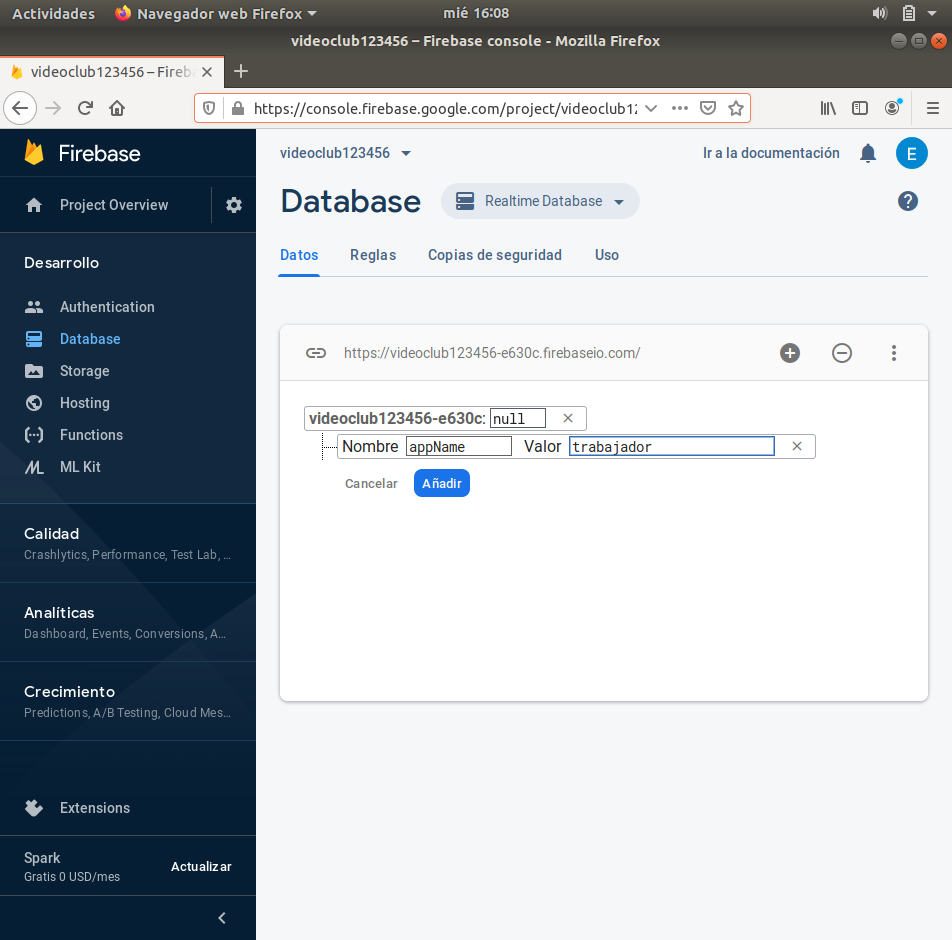 Actividades Navegador web Firefox mié 16:08
videoclub123456 – Firebase console - Mozilla Firefox
videoclub123456 – Fireb
https://console.firebase.google.com/project/videoclub12
Firebase
videoclub123456
Ir a la documentación
E
Project Overview
Database
Realtime Database
?
Datos Reglas Copias de seguridad Uso
Desarrollo
Authentication
Database
Storage
Hosting
Functions
ML Kit
https://videoclub123456-e630c.firebaseio.com/
videoclub123456-e630c: null
Nombre appName Valor trabajador
Cancelar Añadir
Calidad
Crashlytics, Performance, Test Lab, ...
Analíticas
Dashboard, Events, Conversions, A...
Crecimiento
Predictions, A/B Testing, Cloud Mes...
Extensions
Spark
Gratis 0 USD/mes
Actualizar